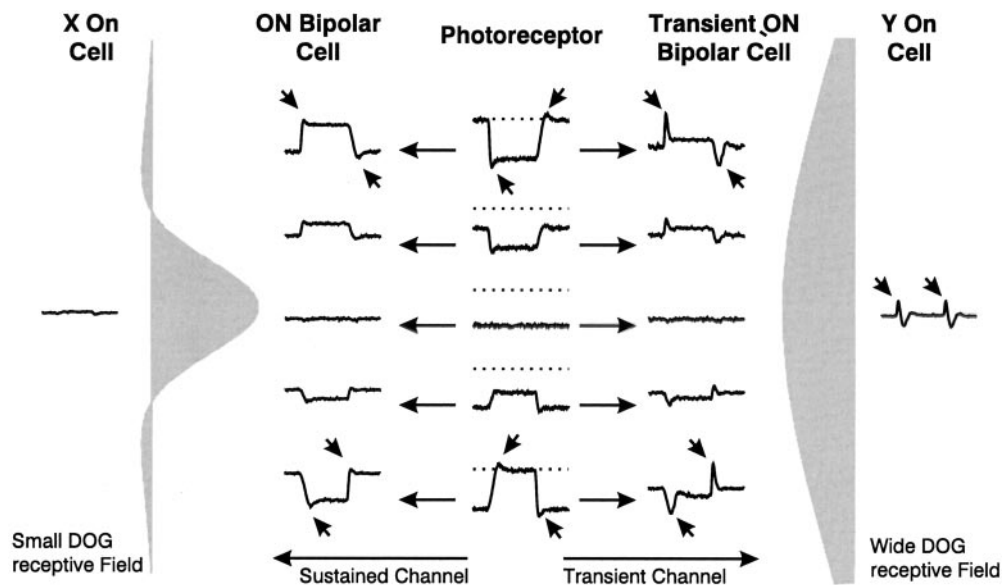 X On
Cell
ON Bipolar
Cell
Photoreceptor
Transient ON
Bipolar Cell
Y On
Cell
Small DOG
receptive Field
Sustained Channel
Transient Channel
Wide DOG
receptive Field